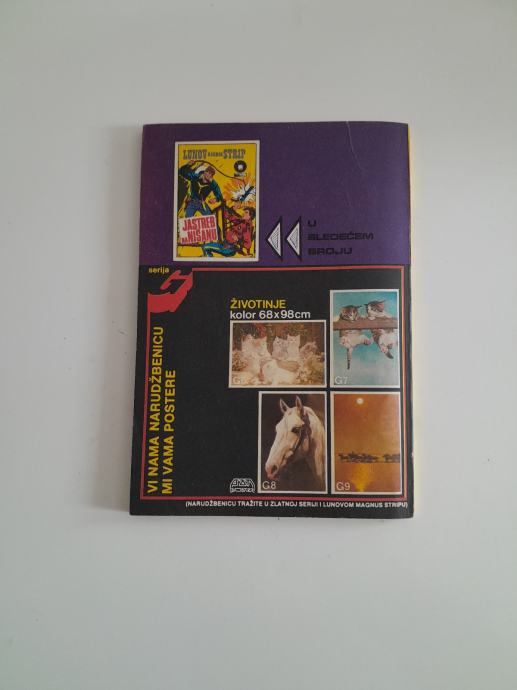 LUNOV MAGNUS STRIP
JASTREB
NA NIŠANU
U
SLEDEĆEM
BROJU
serija
ŽIVOTINJE
kolor 68x98cm
VI NAMA NARUDŽBENICU
MI VAMA POSTERE
G7
G8
G9
(NARUDŽBENICU TRAŽITE U ZLATNOJ SERIJI I LUNOVOM MAGNUS STRIPU)